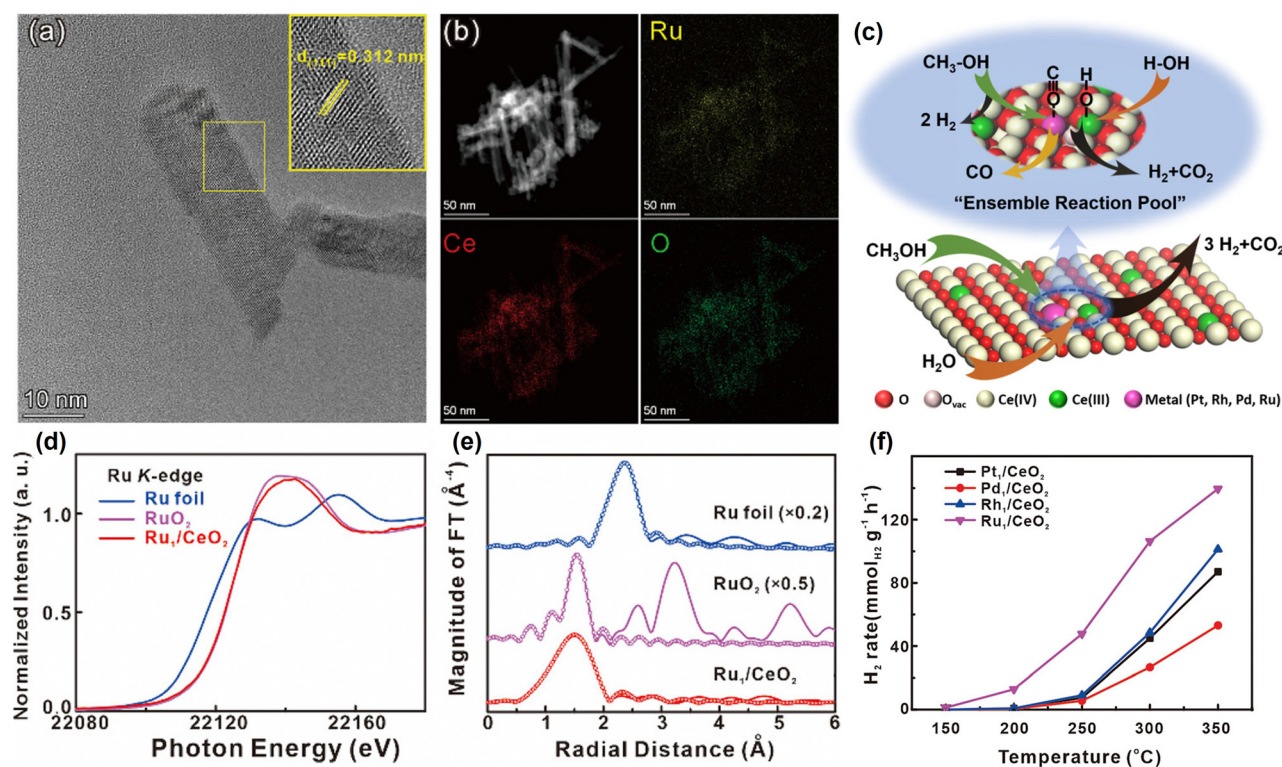 (a)
d(111)=0.312 nm
10 nm
(b)
Ru
50 nm
50 nm
Ce
O
50 nm
50 nm
(c)
CH₃-OH
C
O
H
O
H-OH
2 H₂
CO
H₂+CO₂
“Ensemble Reaction Pool”
CH₃OH
3 H₂+CO₂
H₂O
O
Ovac
Ce(IV)
Ce(III)
Metal (Pt, Rh, Pd, Ru)
(d)
Normalized Intensity (a. u.)
1.0
0.5
0.0
Ru K-edge
Ru foil
RuO₂
Ru₁/CeO₂
22080 22120 22160
Photon Energy (eV)
(e)
Magnitude of FT (Å⁻⁴)
Ru foil (×0.2)
RuO₂ (×0.5)
Ru₁/CeO₂
0 1 2 3 4 5 6
Radial Distance (Å)
(f)
H₂ rate(mmolH2 g⁻¹ h⁻¹)
120
80
40
0
Pt₁/CeO₂
Pd₁/CeO₂
Rh₁/CeO₂
Ru₁/CeO₂
150 200 250 300 350
Temperature (°C)